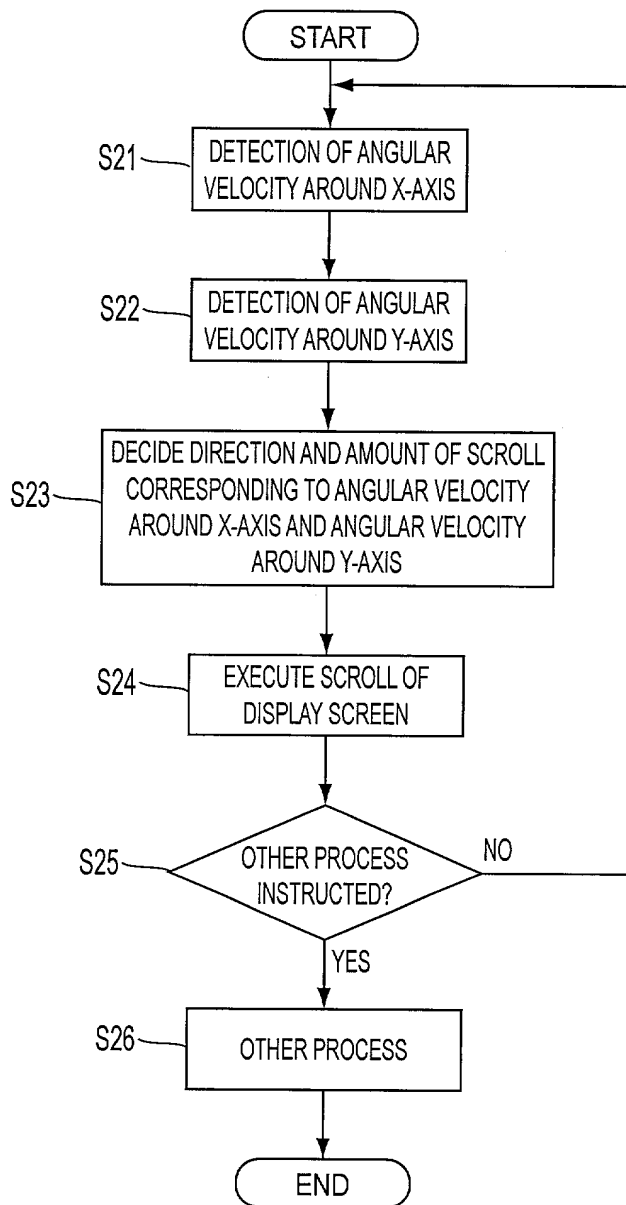 START
S21
DETECTION OF ANGULAR
VELOCITY AROUND X-AXIS
S22
DETECTION OF ANGULAR
VELOCITY AROUND Y-AXIS
S23
DECIDE DIRECTION AND AMOUNT OF SCROLL
CORRESPONDING TO ANGULAR VELOCITY
AROUND X-AXIS AND ANGULAR VELOCITY
AROUND Y-AXIS
S24
EXECUTE SCROLL OF
DISPLAY SCREEN
S25
OTHER PROCESS
INSTRUCTED?
NO
YES
S26
OTHER PROCESS
END